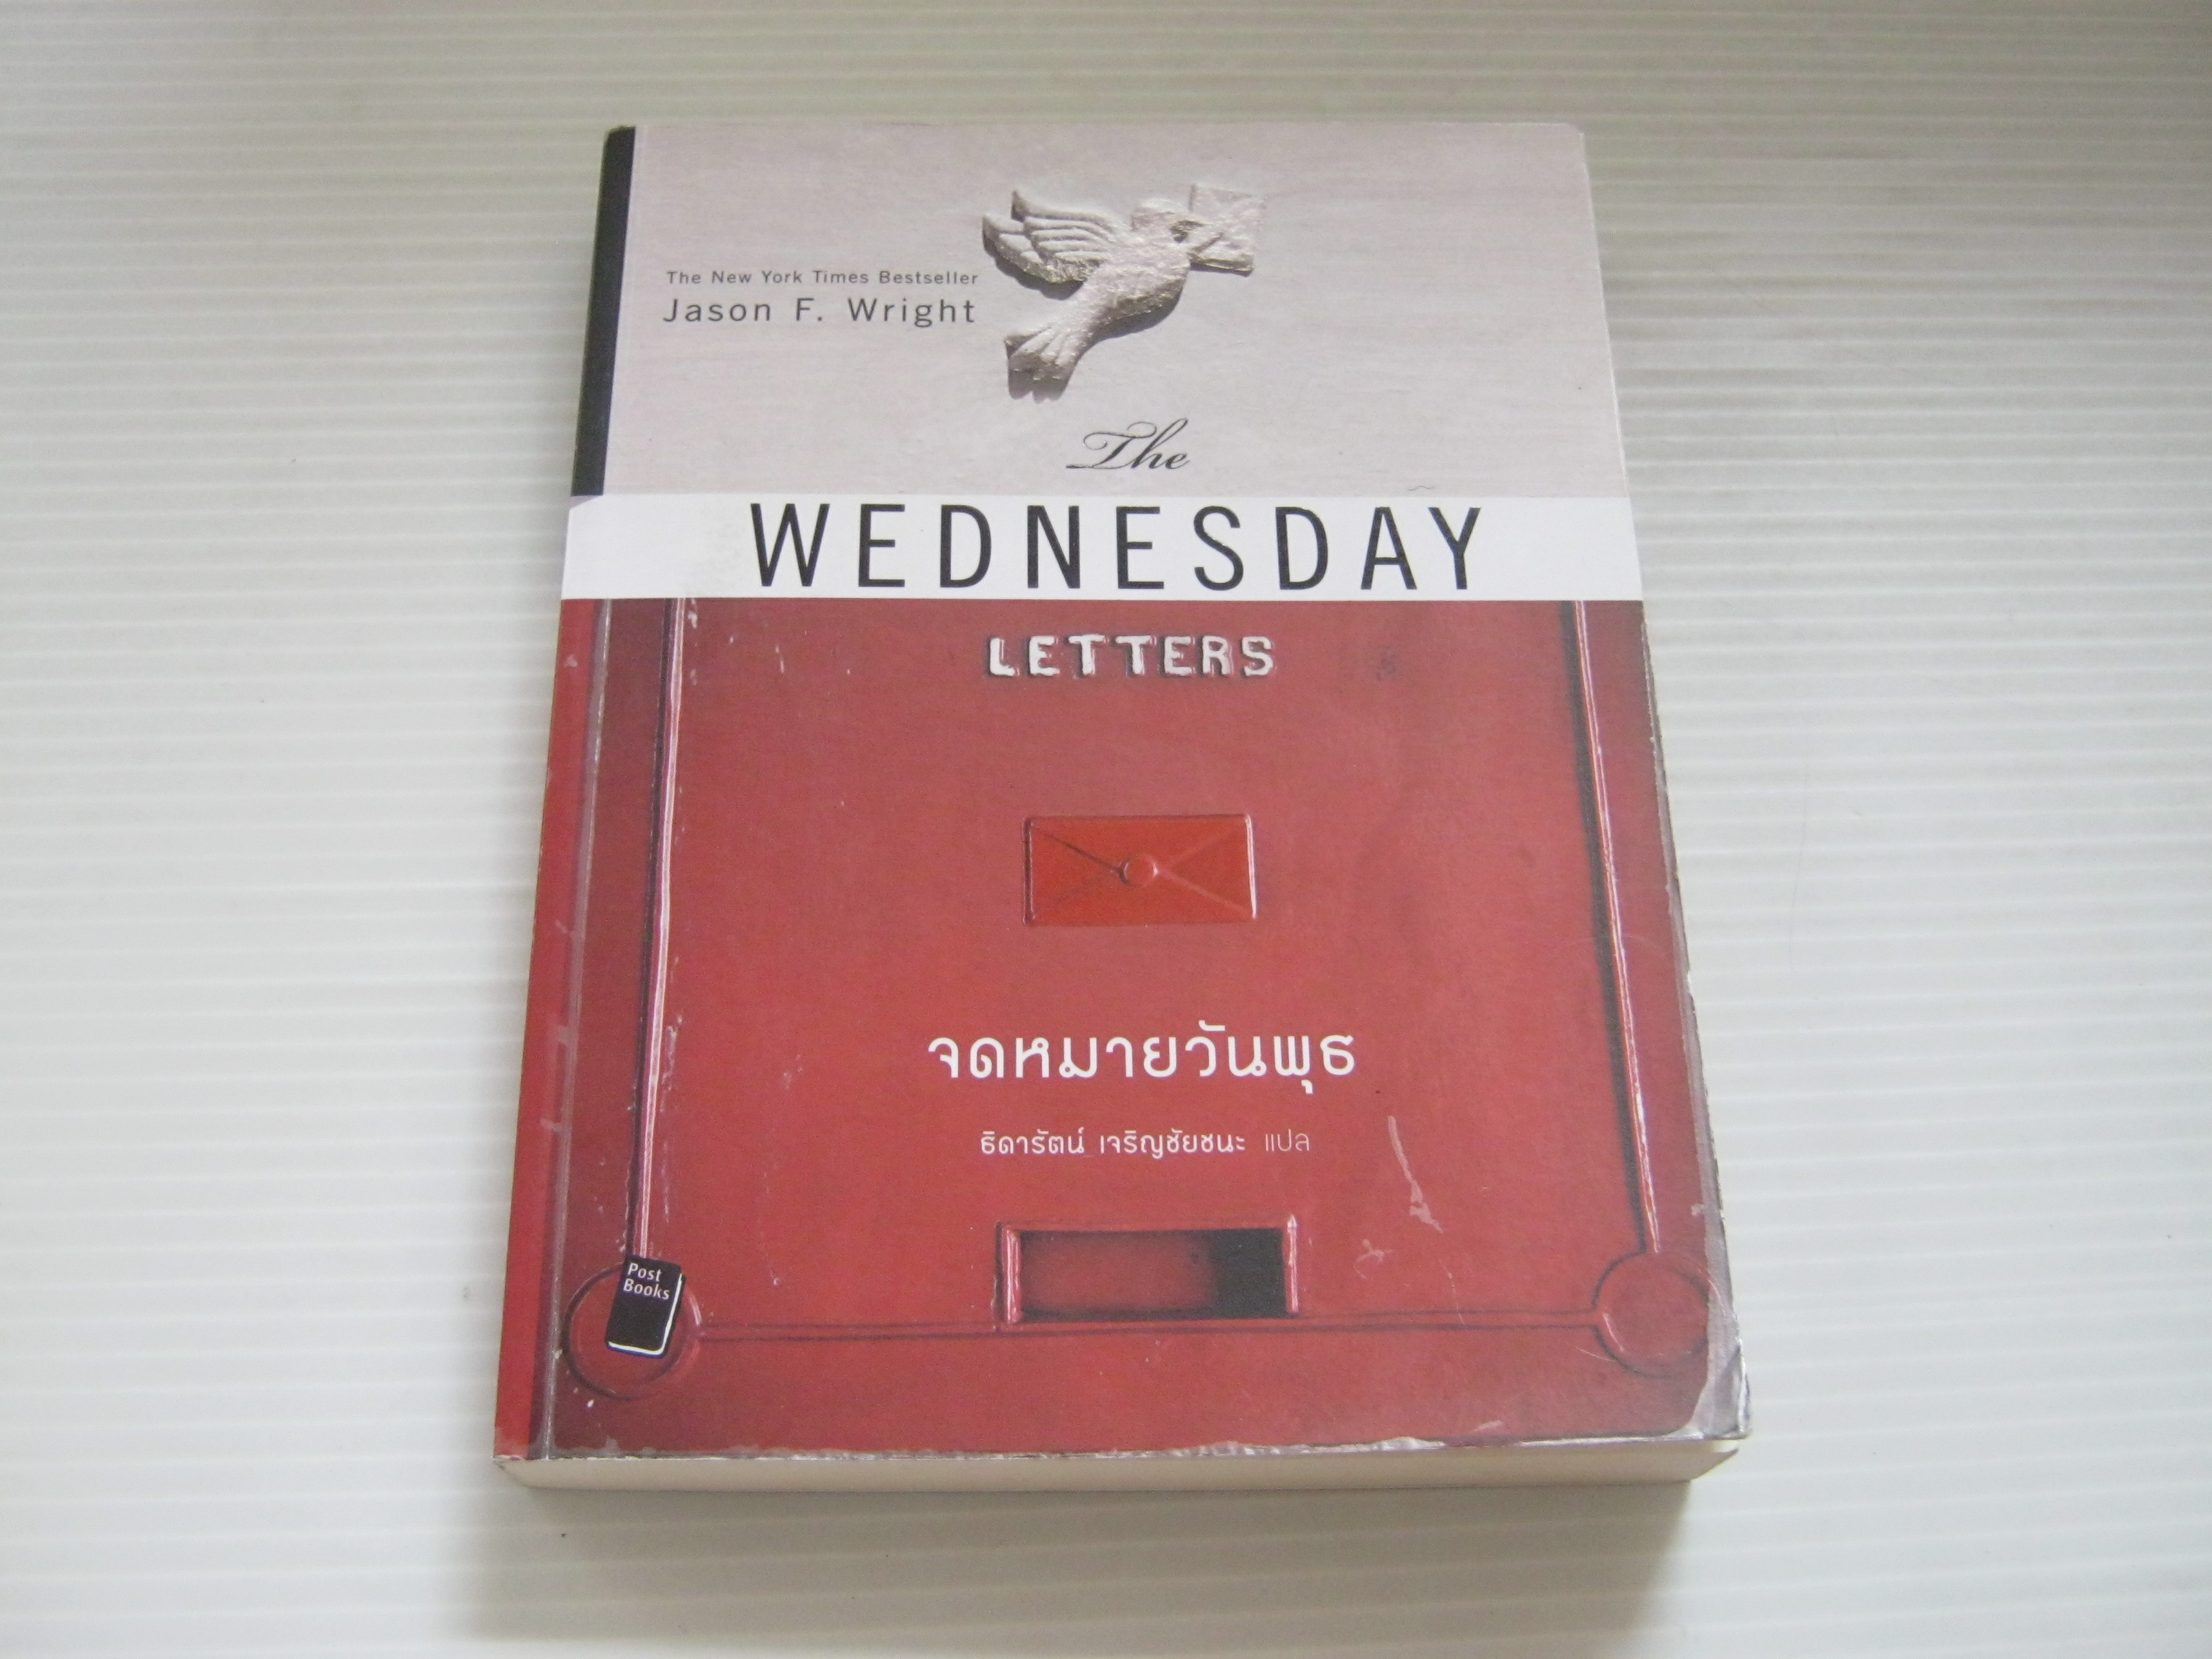 The New York Times Bestseller
Jason F. Wright
The
WEDNESDAY
LETTERS
จดหมายวันพุธ
ธิดารัตน์ เจริญชัยชนะ แปล
Post
Books